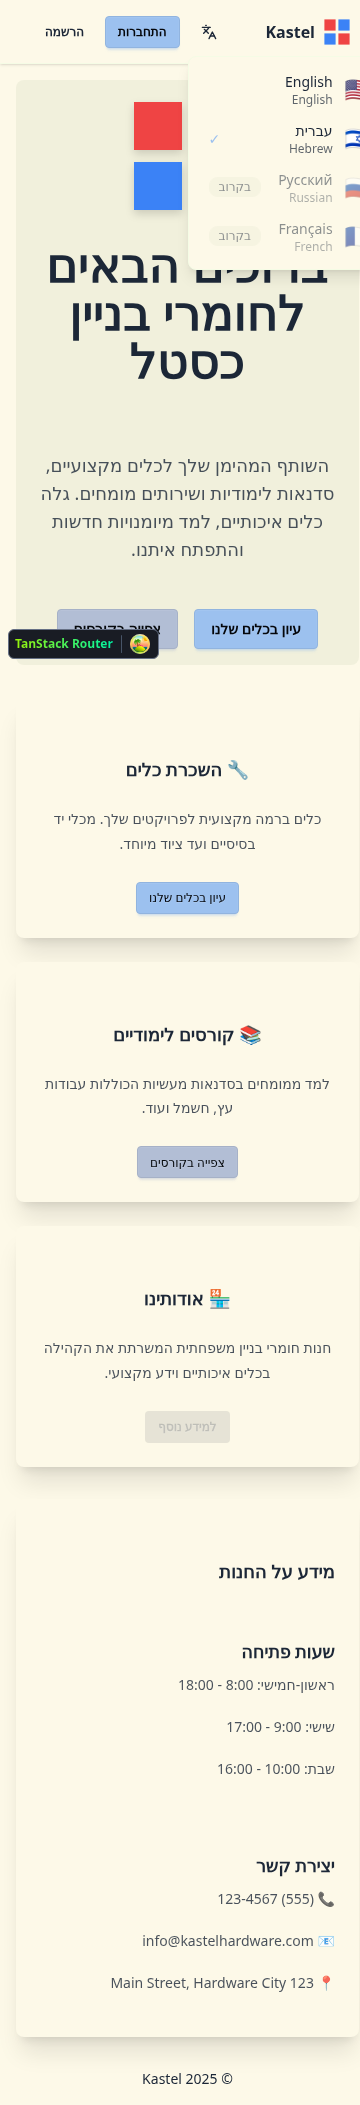 Kastel
התחברות
הרשמה
English
English
עברית
Hebrew
✓
Русский
Russian
בקרוב
Français
French
בקרוב
ברוכים הבאים
לחומרי בניין
כסטל
השותף המהימן שלך לכלים מקצועיים,
סדנאות לימודיות ושירותים מומחים. גלה
כלים איכותיים, למד מיומנויות חדשות
והתפתח איתנו.
עיון בכלים שלנו
צפייה בקורסים
TanStack Router
🔧 השכרת כלים
כלים ברמה מקצועית לפרויקטים שלך. מכלי יד
בסיסיים ועד ציוד מיוחד.
עיון בכלים שלנו
📚 קורסים לימודיים
למד ממומחים בסדנאות מעשיות הכוללות עבודות
עץ, חשמל ועוד.
צפייה בקורסים
🏪 אודותינו
חנות חומרי בניין משפחתית המשרתת את הקהילה
בכלים איכותיים וידע מקצועי.
למידע נוסף
מידע על החנות
שעות פתיחה
ראשון-חמישי: 8:00 - 18:00
שישי: 9:00 - 17:00
שבת: 10:00 - 16:00
יצירת קשר
📞 (555) 123-4567
📧 info@kastelhardware.com
📍 123 Main Street, Hardware City
© 2025 Kastel